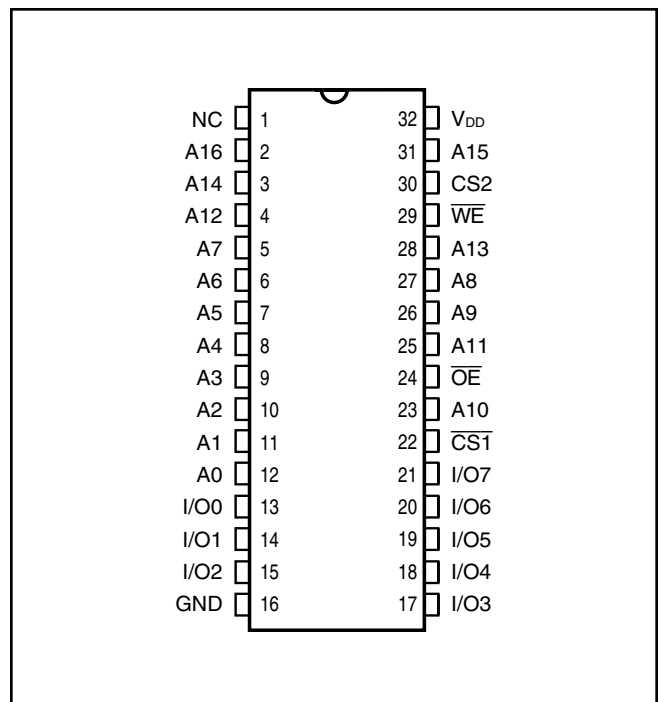 NC 1 32 VDD
A16 2 31 A15
A14 3 30 CS2
A12 4 29 W̅E̅
A7 5 28 A13
A6 6 27 A8
A5 7 26 A9
A4 8 25 A11
A3 9 24 O̅E̅
A2 10 23 A10
A1 11 22 C̅S̅1̅
A0 12 21 I/O7
I/O0 13 20 I/O6
I/O1 14 19 I/O5
I/O2 15 18 I/O4
GND 16 17 I/O3